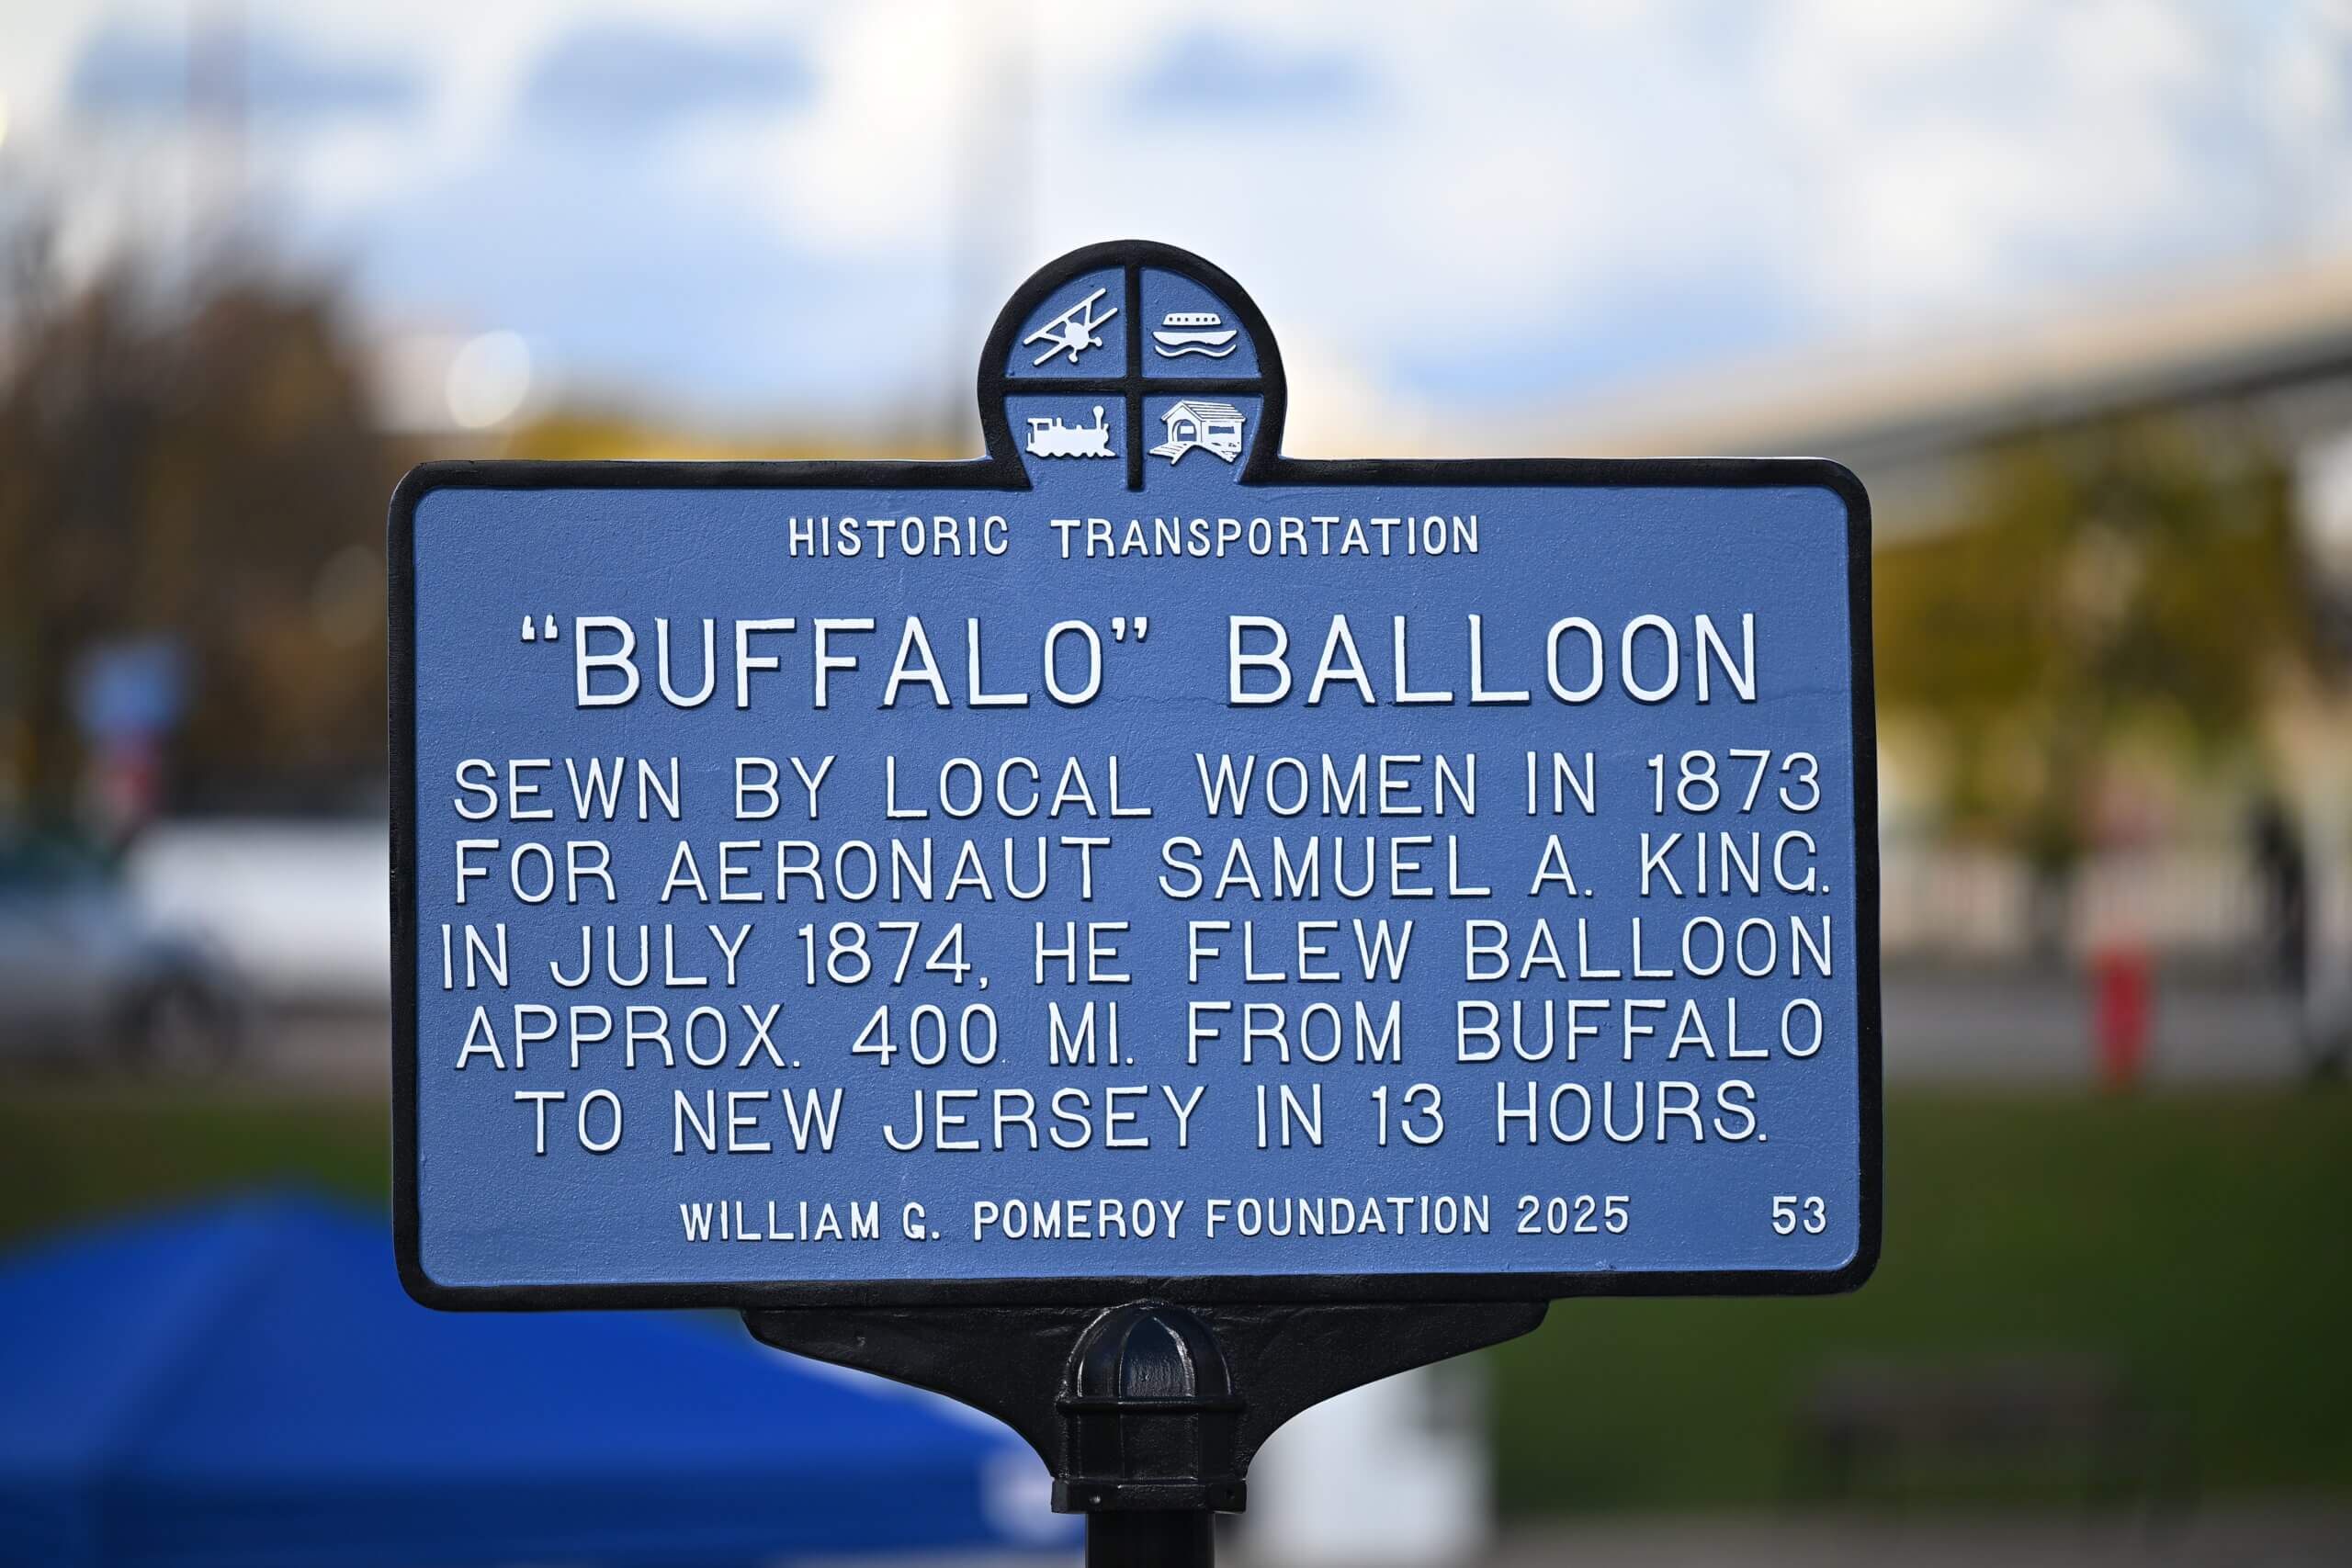 HISTORIC TRANSPORTATION
“BUFFALO” BALLOON
SEWN BY LOCAL WOMEN IN 1873
FOR AERONAUT SAMUEL A. KING.
IN JULY 1874, HE FLEW BALLOON
APPROX. 400 MI. FROM BUFFALO
TO NEW JERSEY IN 13 HOURS.
WILLIAM G. POMEROY FOUNDATION 2025 53